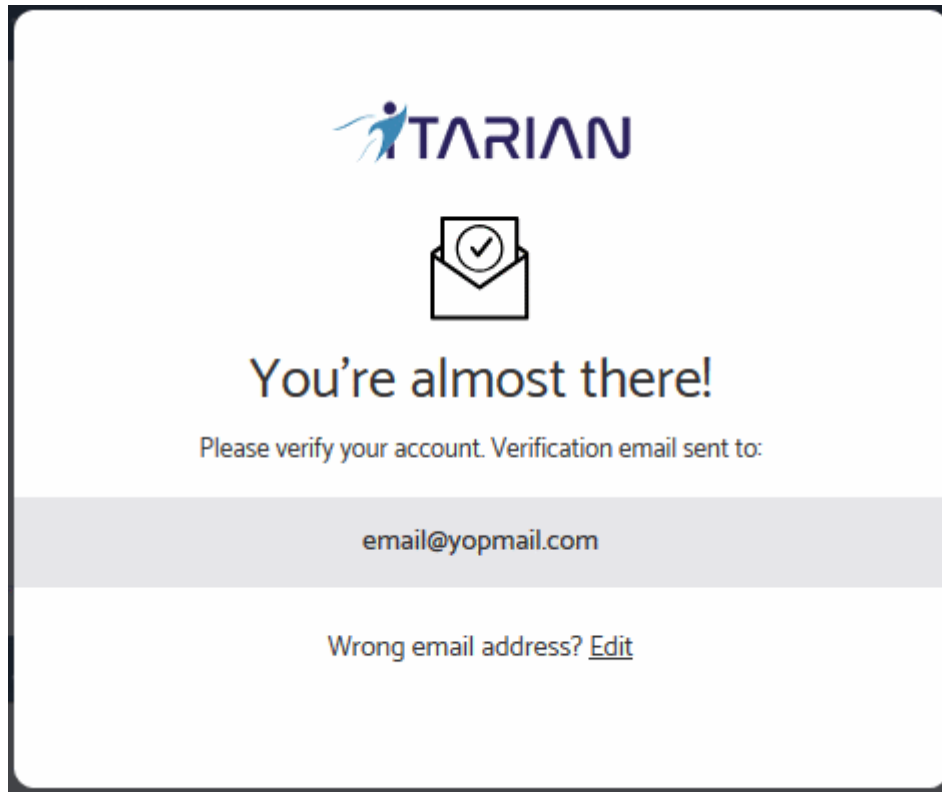 ITARIAN
You're almost there!
Please verify your account. Verification email sent to:
email@yopmail.com
Wrong email address? Edit